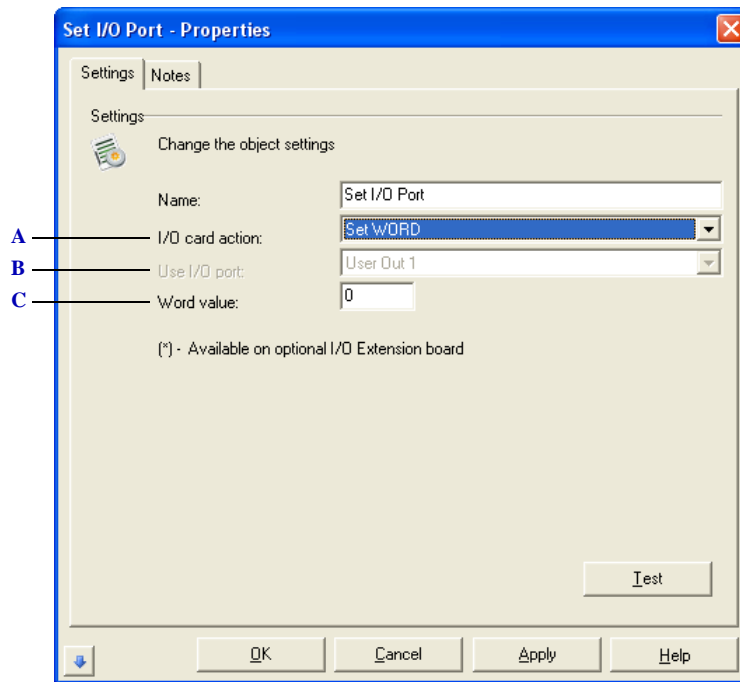 Set I/O Port - Properties
Settings Notes
Settings
Change the object settings
Name: Set I/O Port
A I/O card action: Set WORD
B Use I/O port: User Out 1
C Word value: 0
(*) - Available on optional I/O Extension board
Test
OK Cancel Apply Help